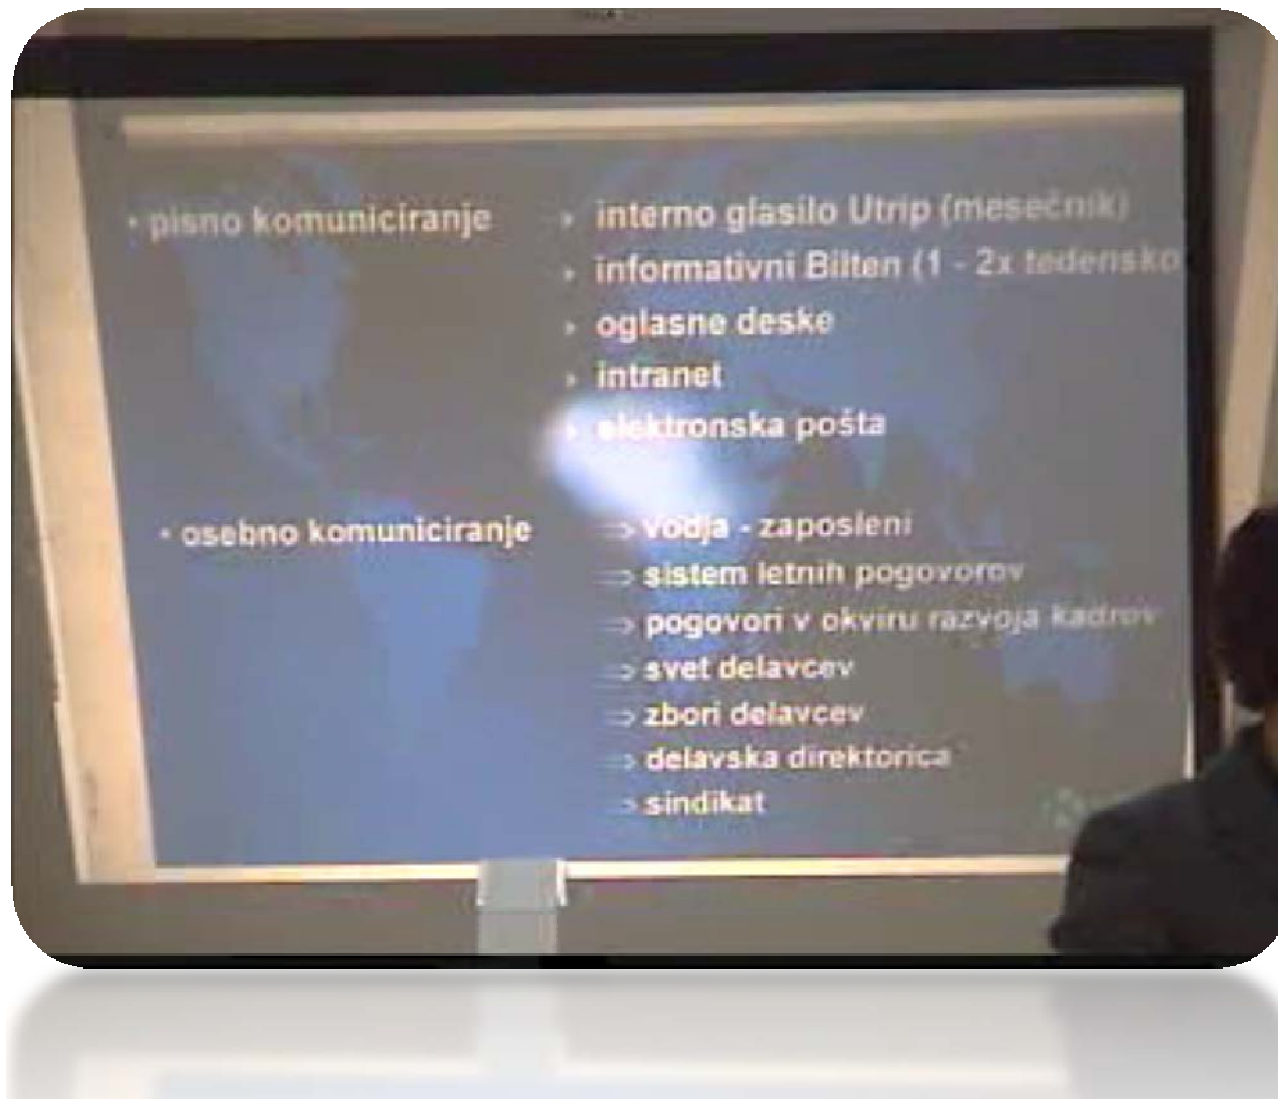 • pisno komuniciranje
interno glasilo Utrip (mesečnik)
informativni Bilten (1 - 2x tedensko
oglasne deske
intranet
elektronska pošta
• osebno komuniciranje
⇒ vodja - zaposleni
⇒ sistem letnih pogovorov
⇒ pogovori v okviru razvoja kadrov
⇒ svet delavcev
⇒ zbori delavcev
⇒ delavska direktorica
⇒ sindikat